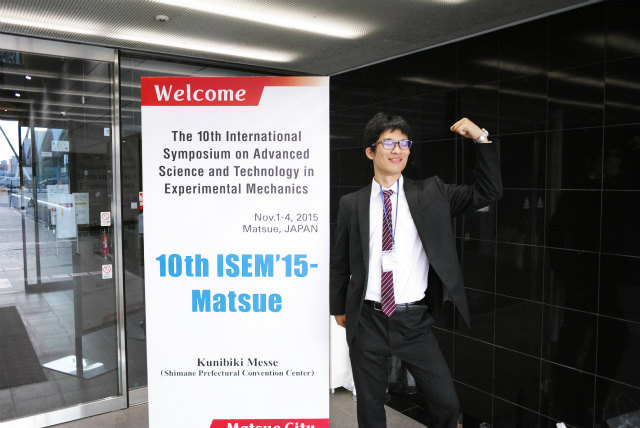 Welcome
The 10th International
Symposium on Advanced
Science and Technology in
Experimental Mechanics
Nov.1-4, 2015
Matsue, JAPAN
10th ISEM'15-
Matsue
Kunibiki Messe
(Shimane Prefectural Convention Center)
Matsue City